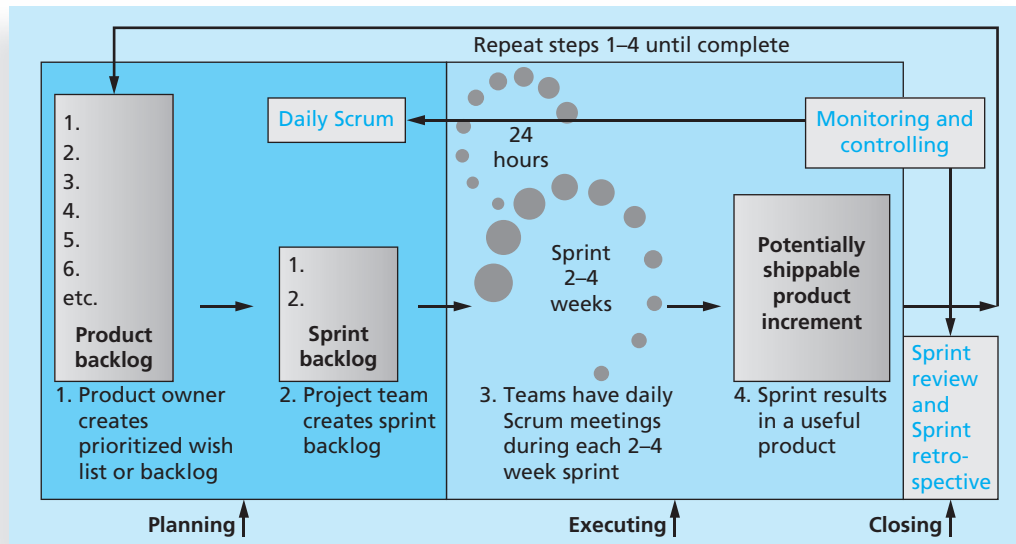 Repeat steps 1–4 until complete
1.
2.
3.
4.
5.
6.
etc.
Product
backlog
Daily Scrum
24
hours
Monitoring and
controlling
1.
2.
Sprint
backlog
Sprint
2–4
weeks
Potentially
shippable
product
increment
Sprint
review
and
Sprint
retro-
spective
1. Product owner
creates
prioritized wish
list or backlog
2. Project team
creates sprint
backlog
3. Teams have daily
Scrum meetings
during each 2–4
week sprint
4. Sprint results
in a useful
product
Planning
Executing
Closing